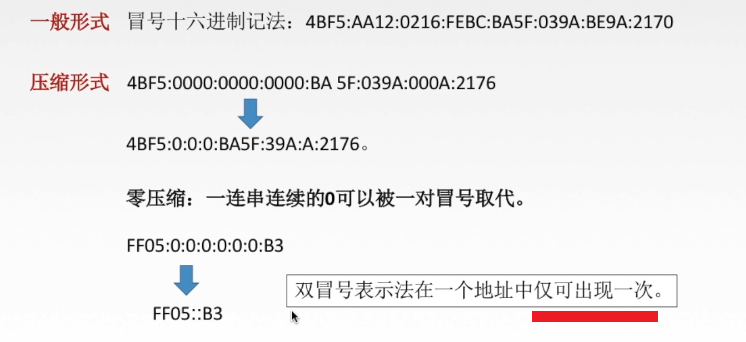 一般形式 冒号十六进制记法：4BF5:AA12:0216:FEBC:BA5F:039A:BE9A:2170
压缩形式 4BF5:0000:0000:0000:BA 5F:039A:000A:2176
4BF5:0:0:0:BA5F:39A:A:2176。
零压缩：一连串连续的0可以被一对冒号取代。
FF05:0:0:0:0:0:0:B3
双冒号表示法在一个地址中仅可出现一次。
FF05::B3